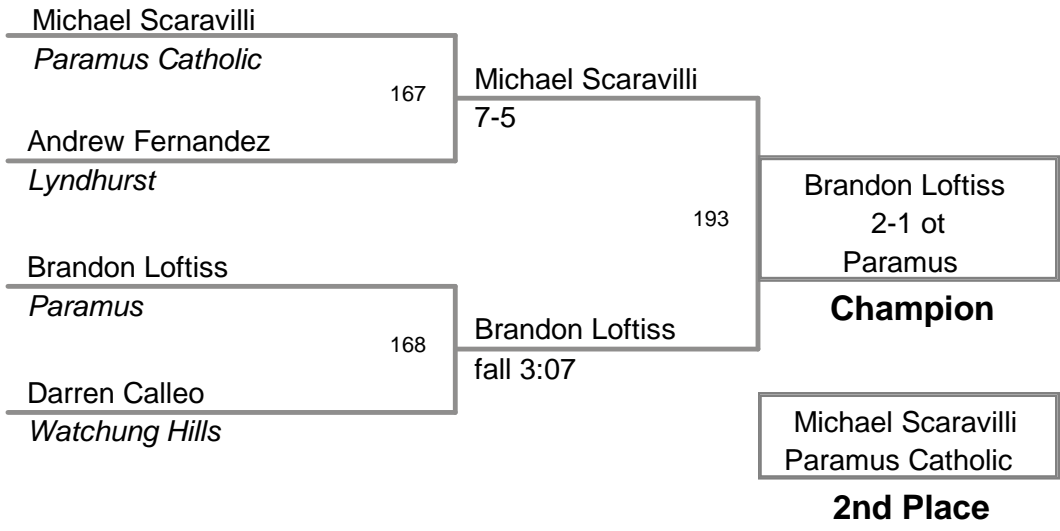 Michael Scaravilli
Paramus Catholic
167
Andrew Fernandez
Lyndhurst
Michael Scaravilli
7-5
Brandon Loftiss
Paramus
168
Darren Calleo
Watchung Hills
Brandon Loftiss
fall 3:07
193
Brandon Loftiss
2-1 ot
Paramus
Champion
Michael Scaravilli
Paramus Catholic
2nd Place